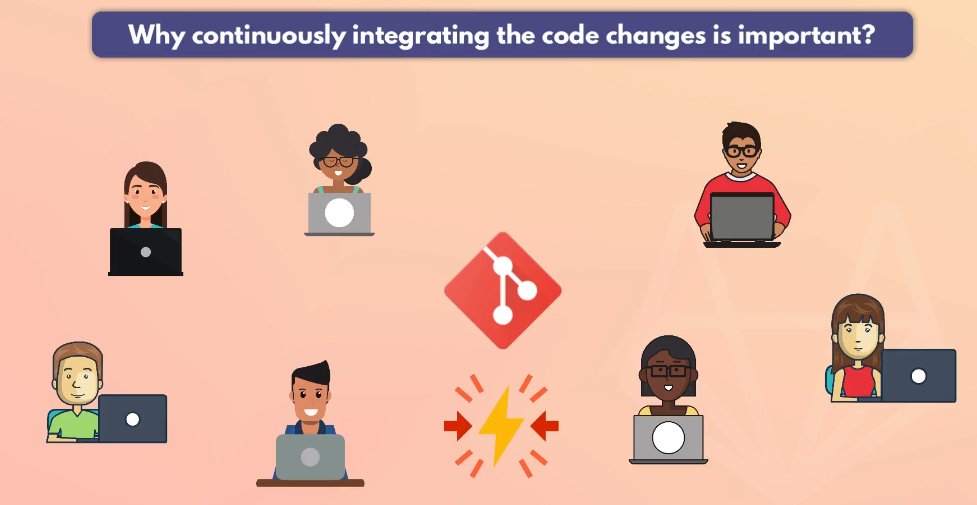 Why continuously integrating the code changes is important?